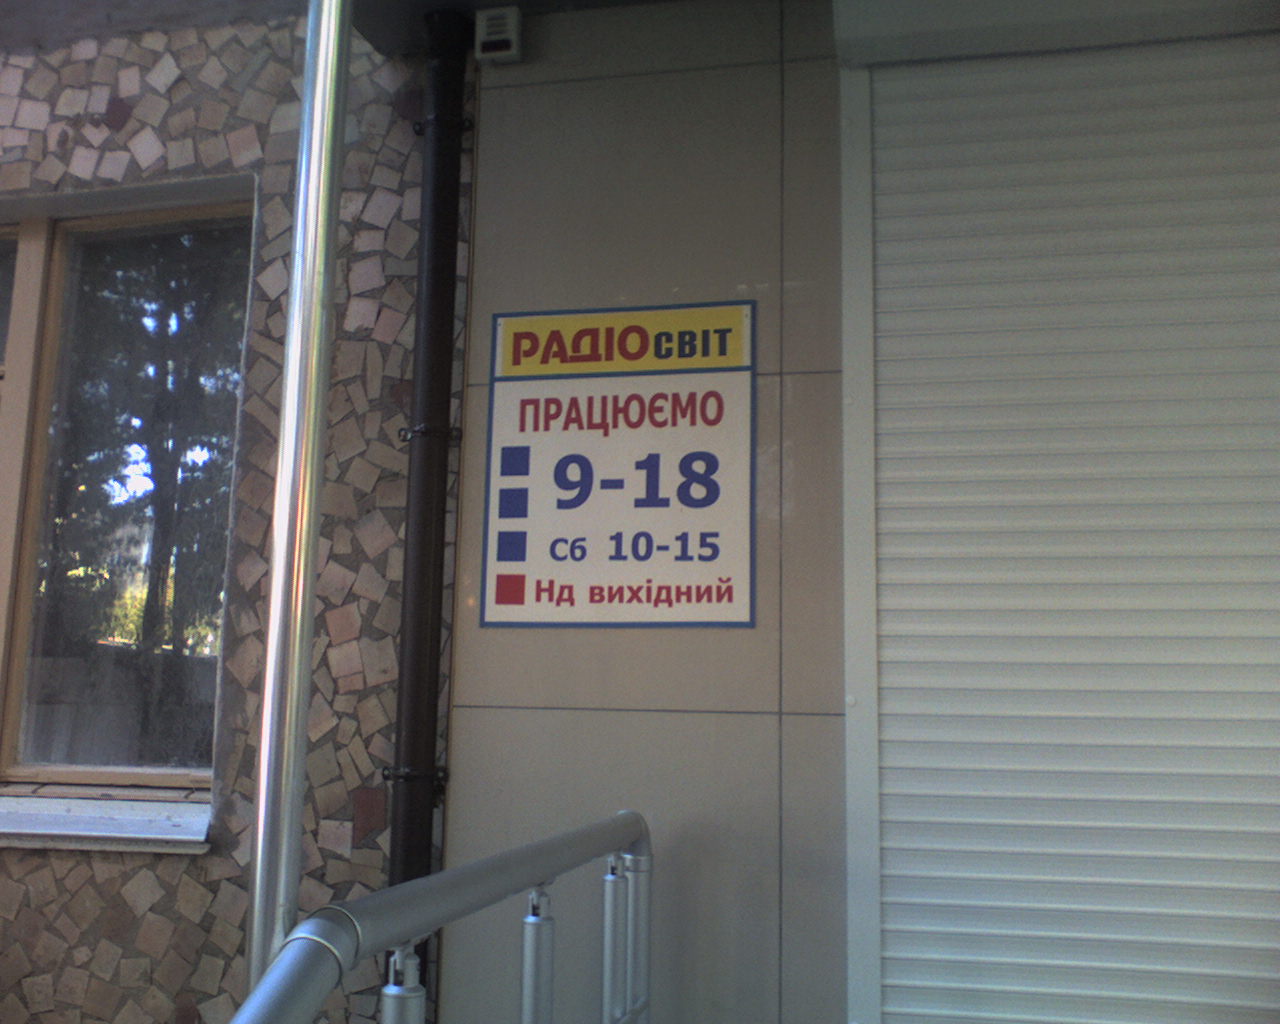 РАДІОСВІТ
ПРАЦЮЄМО
9-18
Сб 10-15
Нд вихідний